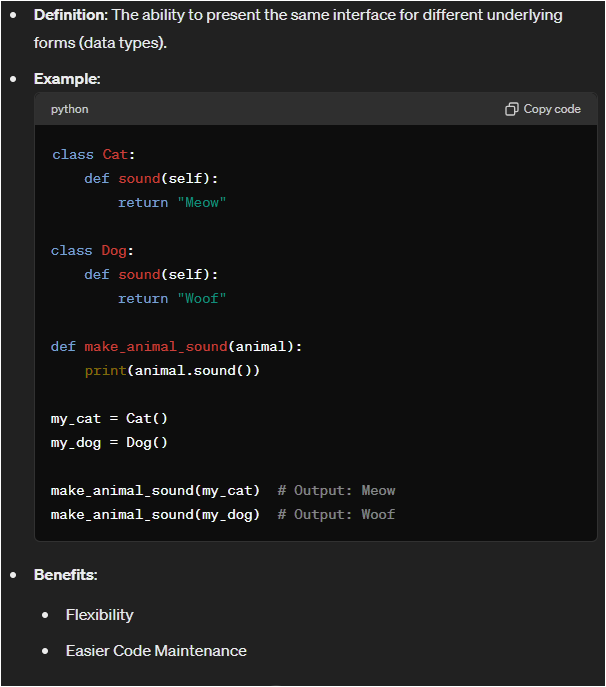 Definition: The ability to present the same interface for different underlying
forms (data types).
Example:
python
Copy code
class Cat:
    def sound(self):
        return "Meow"

class Dog:
    def sound(self):
        return "Woof"

def make_animal_sound(animal):
    print(animal.sound())

my_cat = Cat()
my_dog = Dog()

make_animal_sound(my_cat)  # Output: Meow
make_animal_sound(my_dog)  # Output: Woof
Benefits:
Flexibility
Easier Code Maintenance